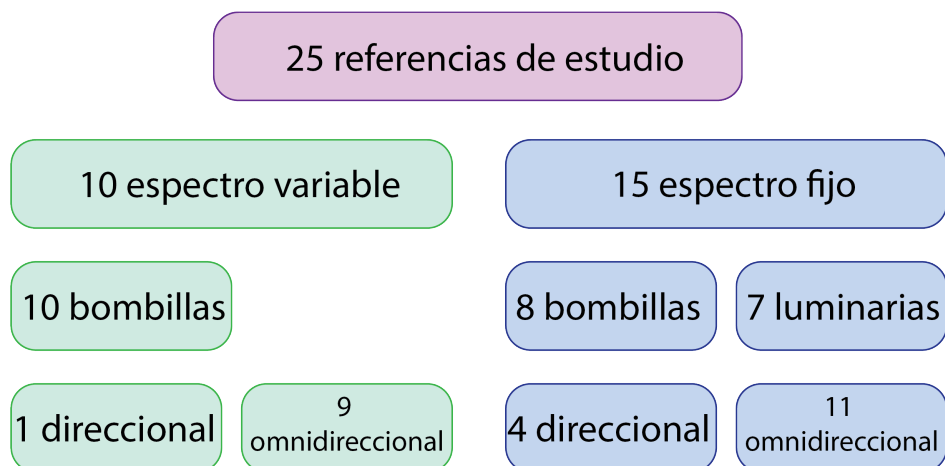 25 referencias de estudio
10 espectro variable
15 espectro fijo
10 bombillas
8 bombillas
7 luminarias
1 direccional
9
omnidireccional
4 direccional
11
omnidireccional